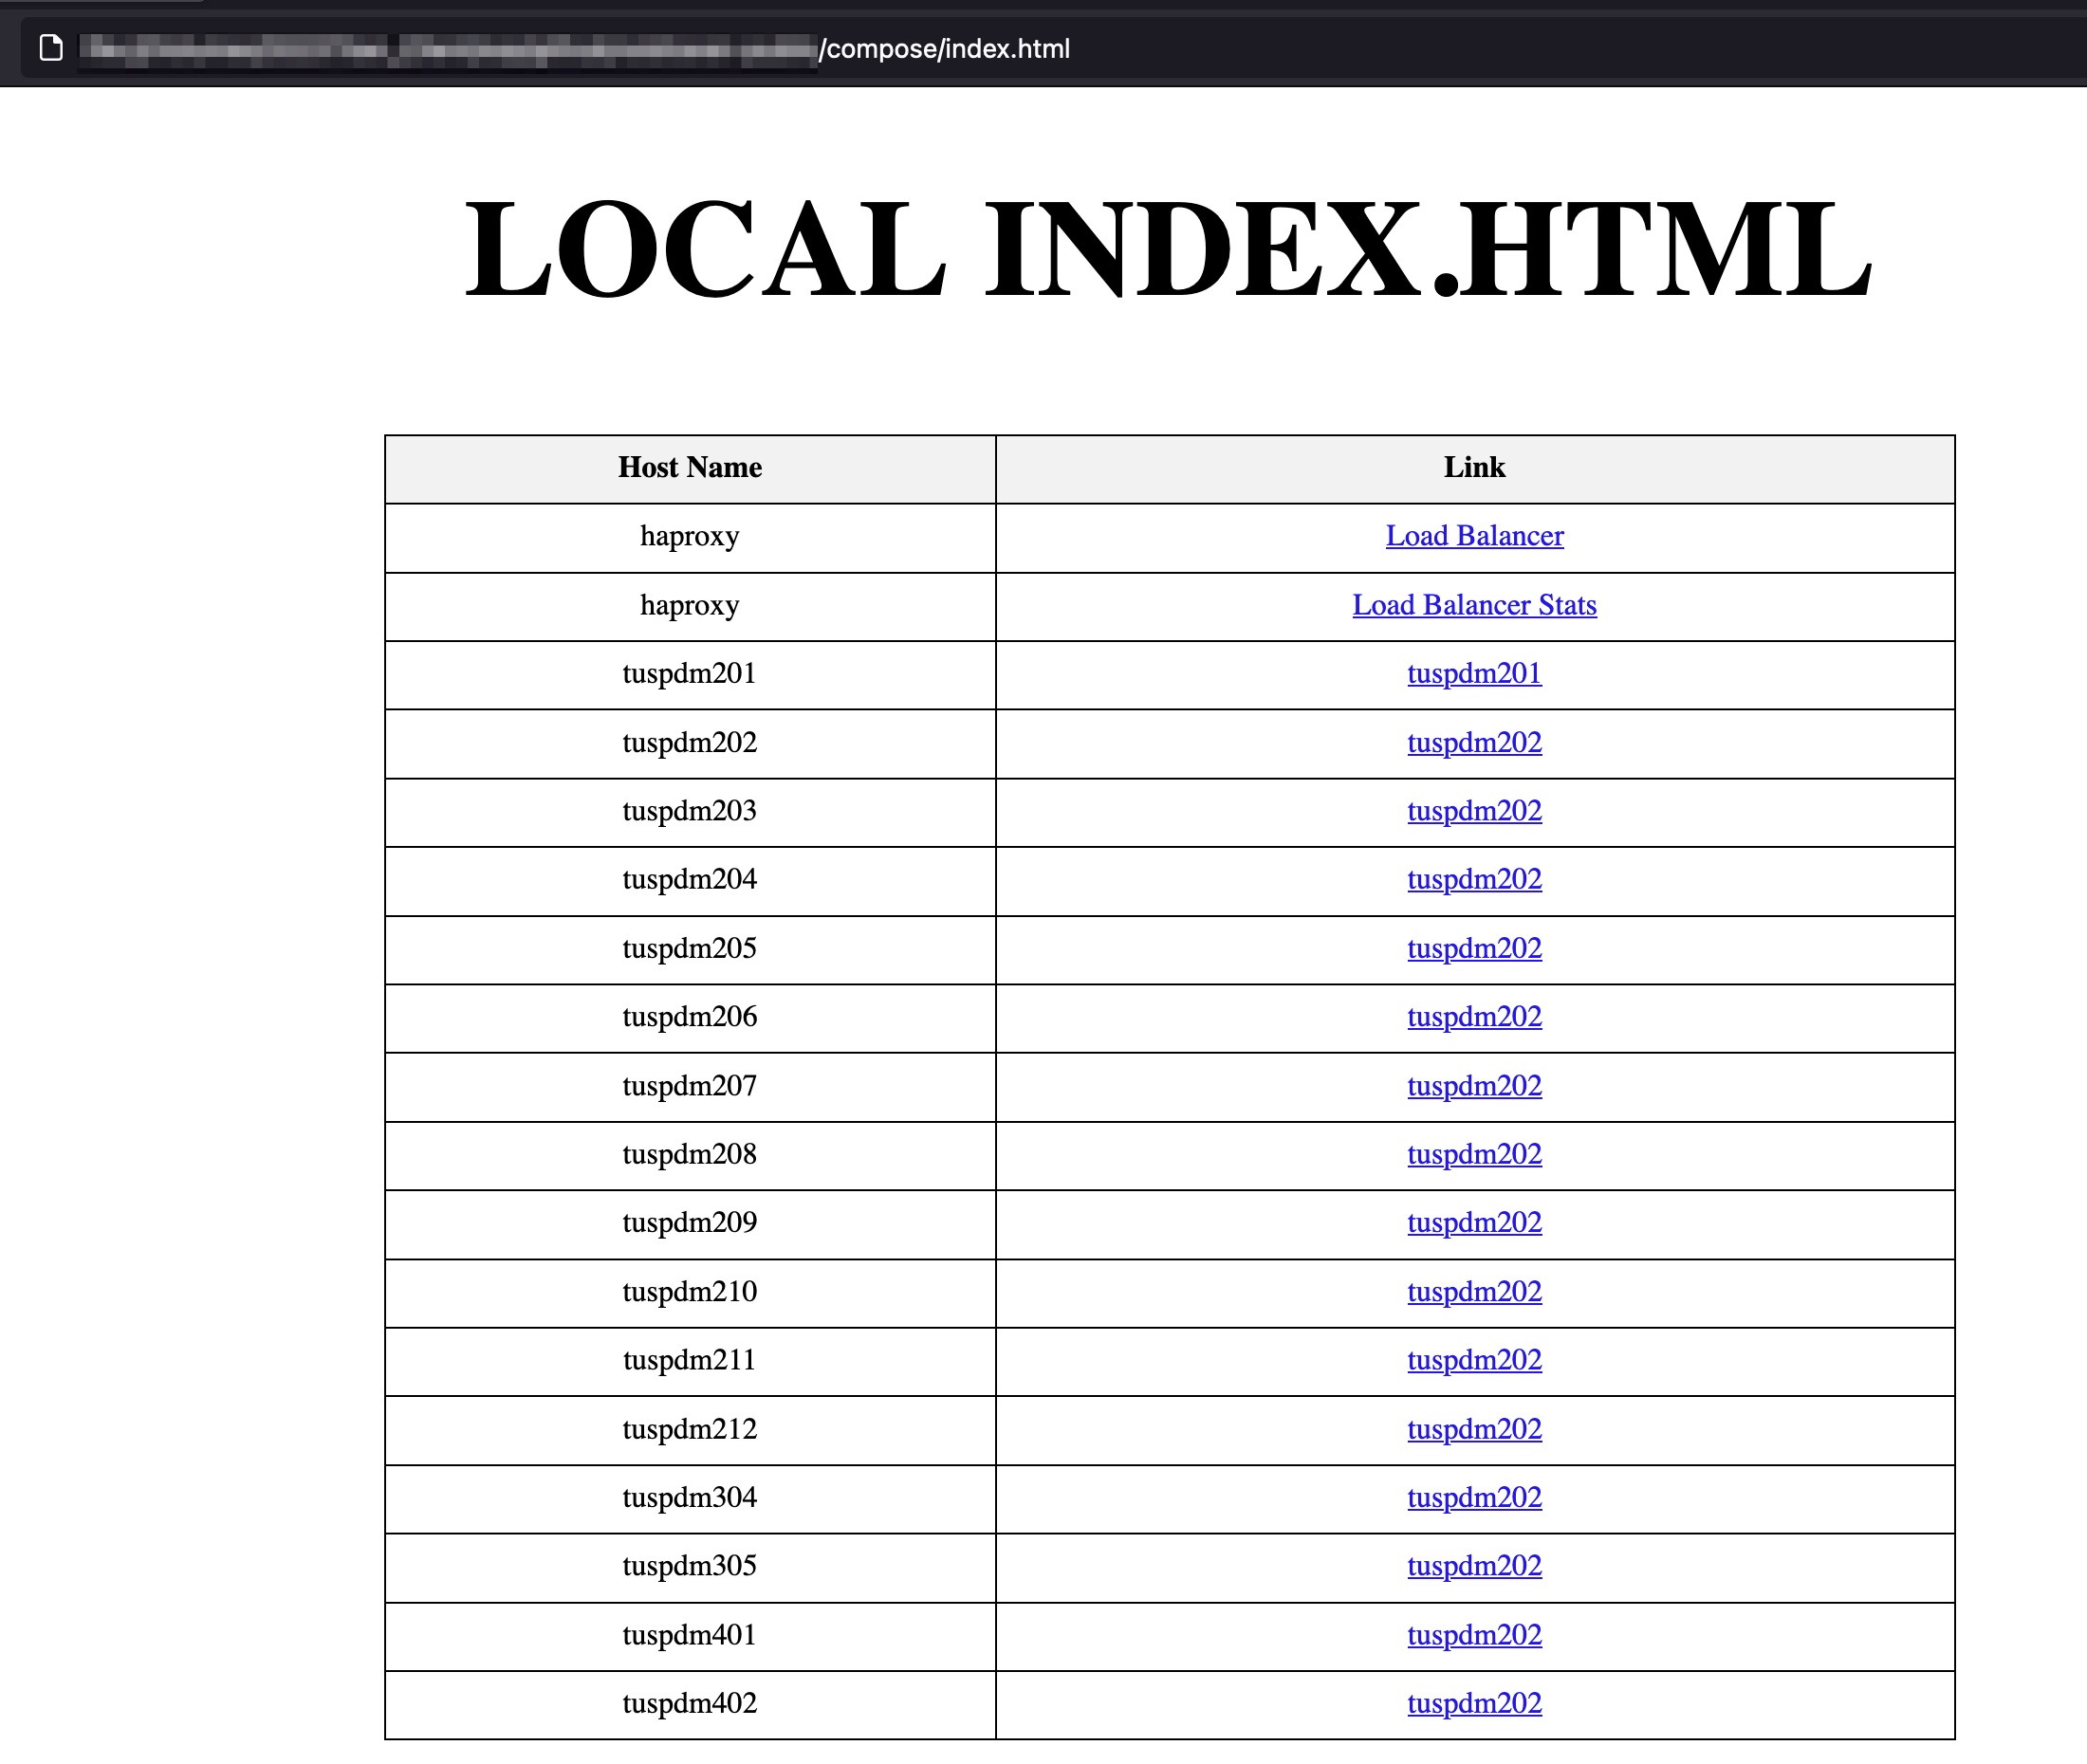 /compose/index.html
LOCAL INDEX.HTML
Host Name Link
haproxy Load Balancer
haproxy Load Balancer Stats
tuspdm201 tuspdm201
tuspdm202 tuspdm202
tuspdm203 tuspdm202
tuspdm204 tuspdm202
tuspdm205 tuspdm202
tuspdm206 tuspdm202
tuspdm207 tuspdm202
tuspdm208 tuspdm202
tuspdm209 tuspdm202
tuspdm210 tuspdm202
tuspdm211 tuspdm202
tuspdm212 tuspdm202
tuspdm304 tuspdm202
tuspdm305 tuspdm202
tuspdm401 tuspdm202
tuspdm402 tuspdm202